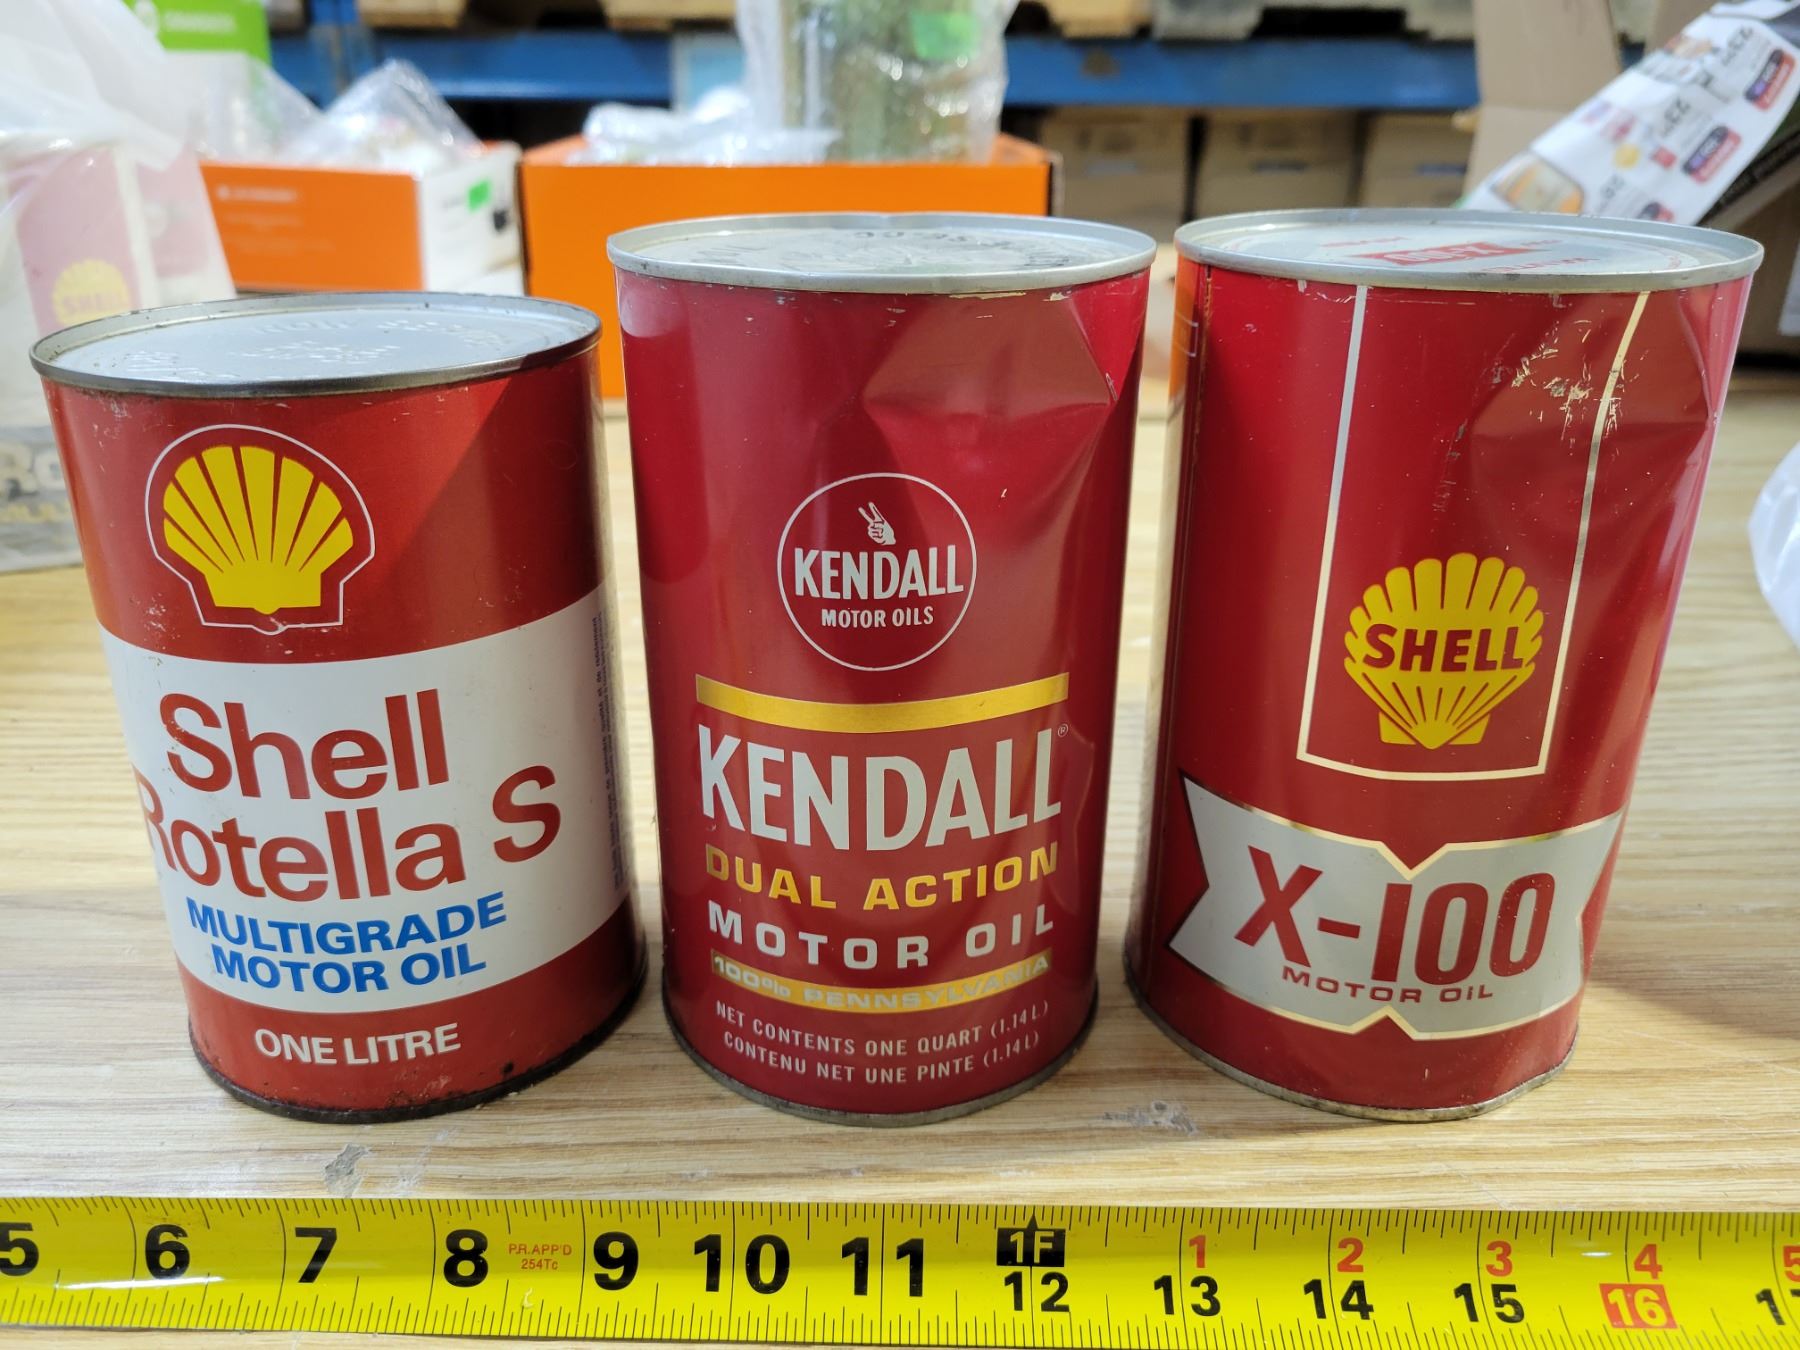 SHELL
Shell
Rotella S
MULTIGRADE
MOTOR OIL
ONE LITRE
KENDALL
MOTOR OILS
KENDALL®
DUAL ACTION
MOTOR OIL
100% PENNSYLVANIA
NET CONTENTS ONE QUART (1.14 L)
CONTENU NET UNE PINTE (1.14 L)
SHELL
X-100
MOTOR OIL
1F
1 2 3 4 5
5 6 7 8 P.R. APP'D 9 10 11 12 13 14 15 16
254Tc